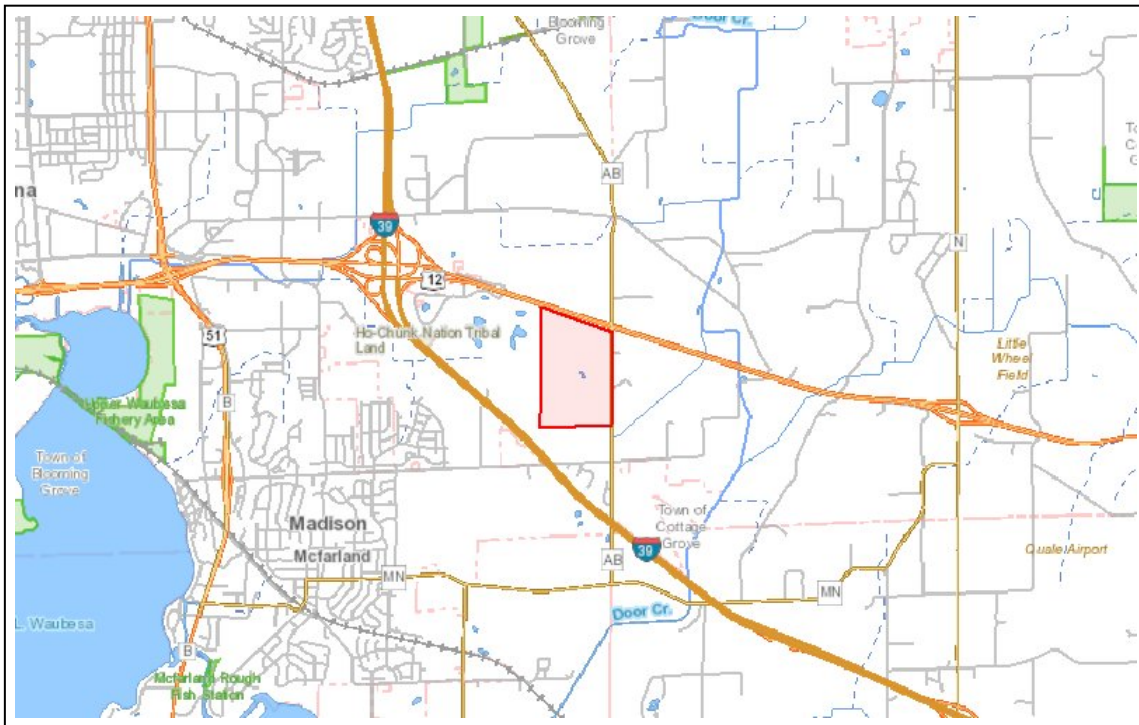 Blooming
Grove
Door Cr.
AB
39
12
N
na
To
Co
G
51
Ho-Chunk Nation Tribal
Land
Little
Wheel
Field
B
Fishery Area
Town of
Blooming
Grove
Madison
Mcfarland
Town of
Cottage
Grove
39
AB
Quale Airport
MN
MN
Door Cr.
L. Waubesa
B
Mcfarland Rough
Fish Station